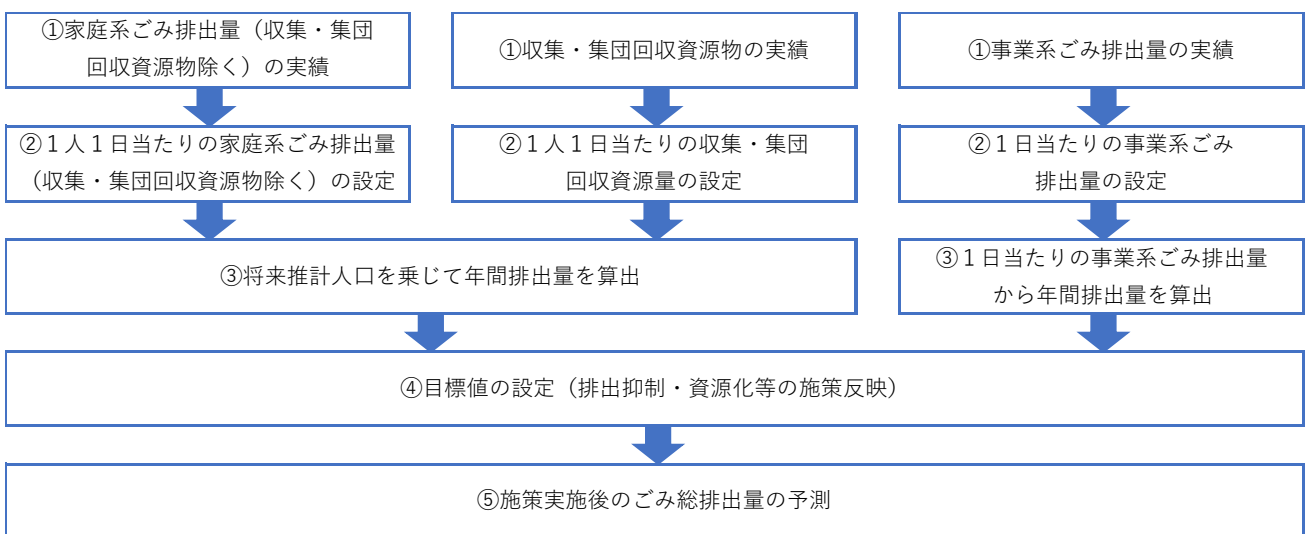 ①家庭系ごみ排出量（収集・集団
回収資源物除く）の実績
①収集・集団回収資源物の実績
①事業系ごみ排出量の実績
②１人１日当たりの家庭系ごみ排出量
（収集・集団回収資源物除く）の設定
②１人１日当たりの収集・集団
回収資源量の設定
②１日当たりの事業系ごみ
排出量の設定
③将来推計人口を乗じて年間排出量を算出
③１日当たりの事業系ごみ排出量
から年間排出量を算出
④目標値の設定（排出抑制・資源化等の施策反映）
⑤施策実施後のごみ総排出量の予測